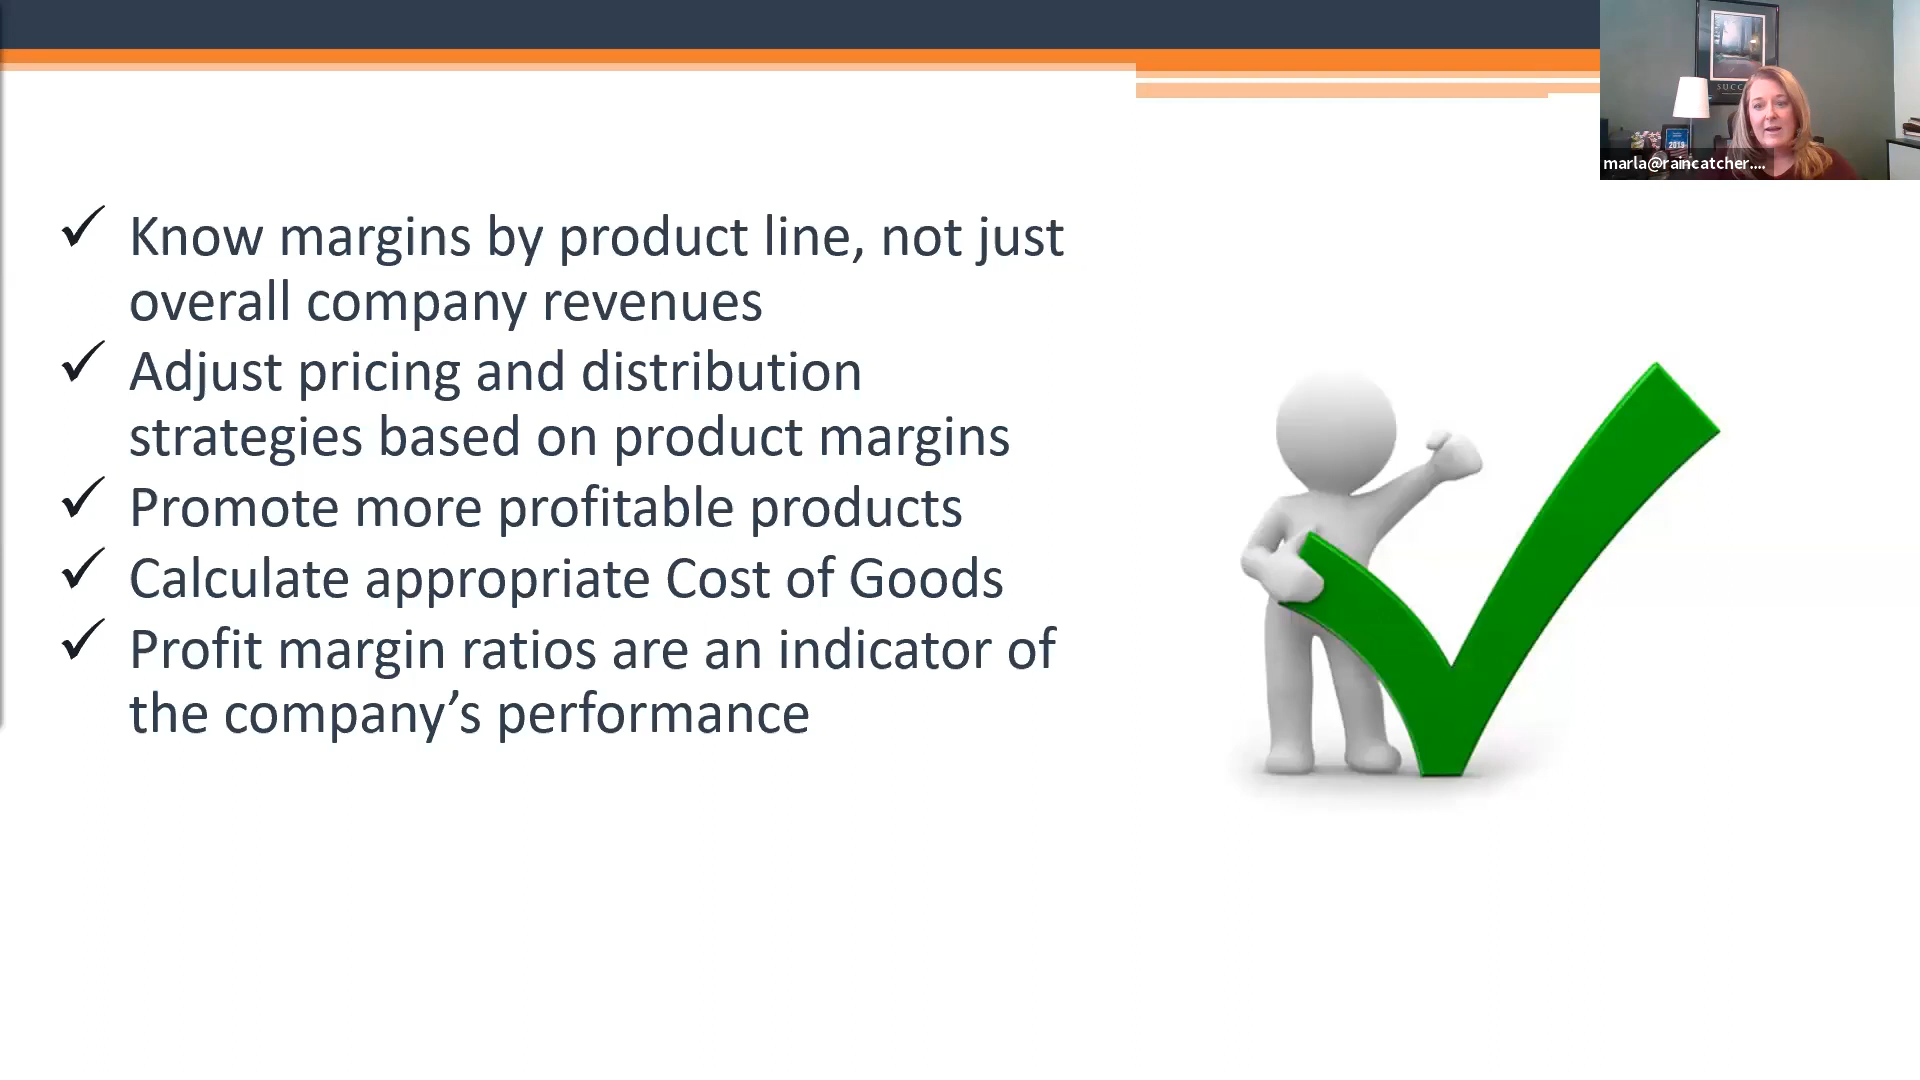 marla@raincatcher....
SUCC
2019
Know margins by product line, not just
overall company revenues
Adjust pricing and distribution
strategies based on product margins
Promote more profitable products
Calculate appropriate Cost of Goods
Profit margin ratios are an indicator of
the company’s performance